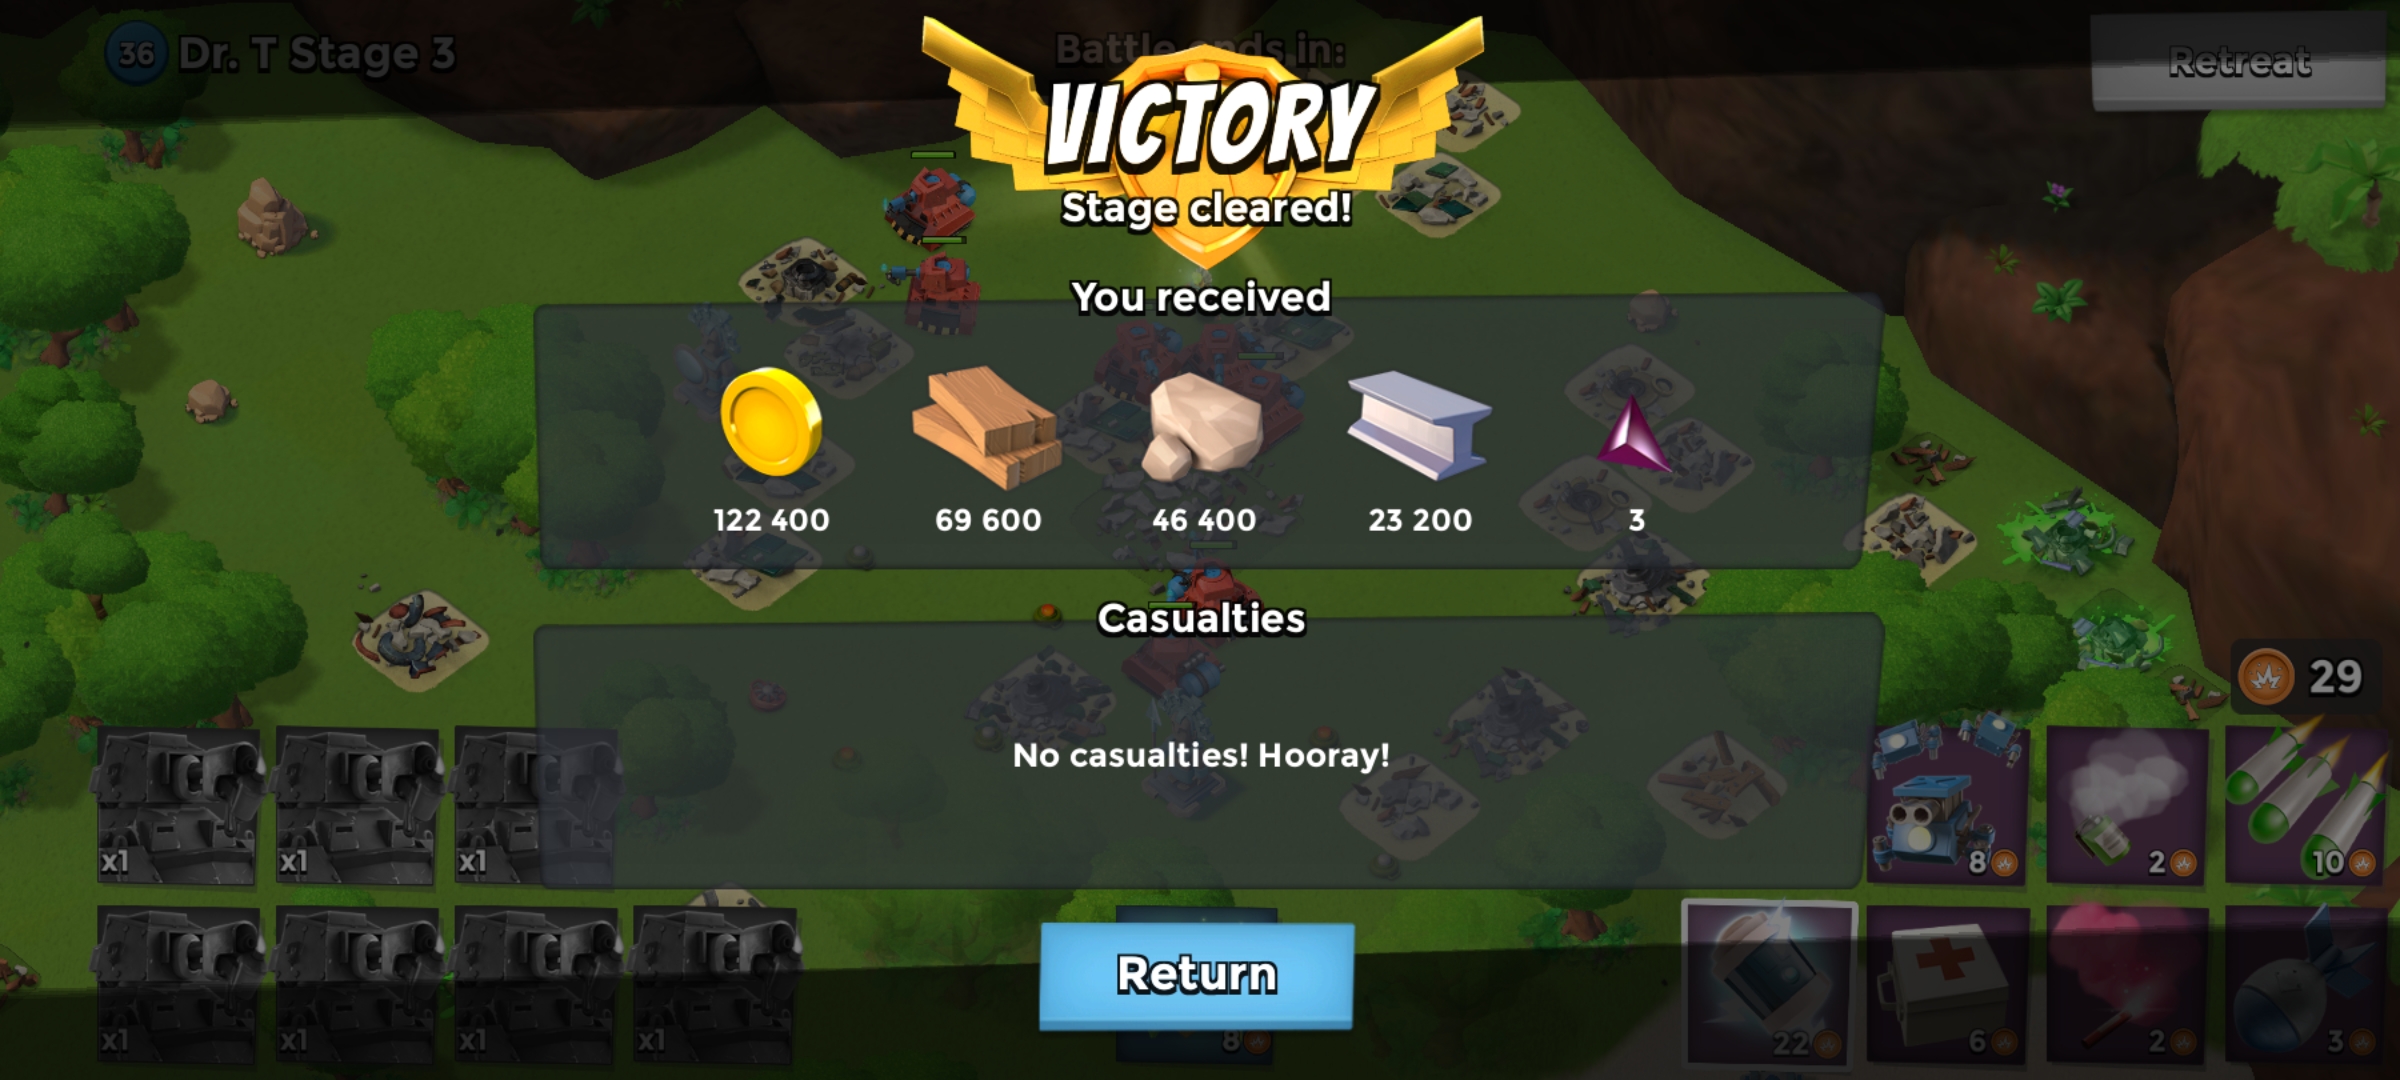 36 Dr. T Stage 3
Battle ends in:
Retreat
VICTORY
Stage cleared!
You received
122 400
69 600
46 400
23 200
3
Casualties
No casualties! Hooray!
29
x1
x1
x1
8
2
10
Return
x1
x1
x1
x1
8
22
6
2
3